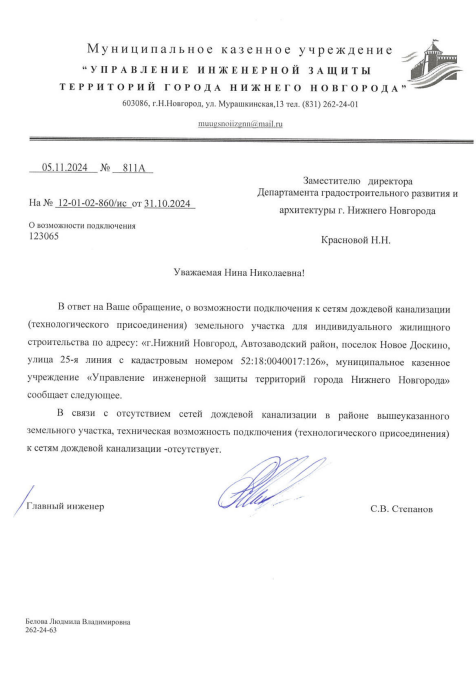 Муниципальное казенное учреждение
“УПРАВЛЕНИЕ ИНЖЕНЕРНОЙ ЗАЩИТЫ
ТЕРРИТОРИЙ ГОРОДА НИЖНЕГО НОВГОРОДА”
603086, г.Н.Новгород, ул. Мурашкинская,13 тел. (831) 262-24-01
muugsnoiizgnn@mail.ru
05.11.2024 № 811А
На № 12-01-02-860/ис от 31.10.2024
О возможности подключения
123065
Заместителю директора
Департамента градостроительного развития и
архитектуры г. Нижнего Новгорода
Красновой Н.Н.
Уважаемая Нина Николаевна!
В ответ на Ваше обращение, о возможности подключения к сетям дождевой канализации
(технологического присоединения) земельного участка для индивидуального жилищного
строительства по адресу: «г.Нижний Новгород, Автозаводский район, поселок Новое Доскино,
улица 25-я линия с кадастровым номером 52:18:0040017:126», муниципальное казенное
учреждение «Управление инженерной защиты территорий города Нижнего Новгорода»
сообщает следующее.
В связи с отсутствием сетей дождевой канализации в районе вышеуказанного
земельного участка, техническая возможность подключения (технологического присоединения)
к сетям дождевой канализации -отсутствует.
Главный инженер
С.В. Степанов
Белова Людмила Владимировна
262-24-63